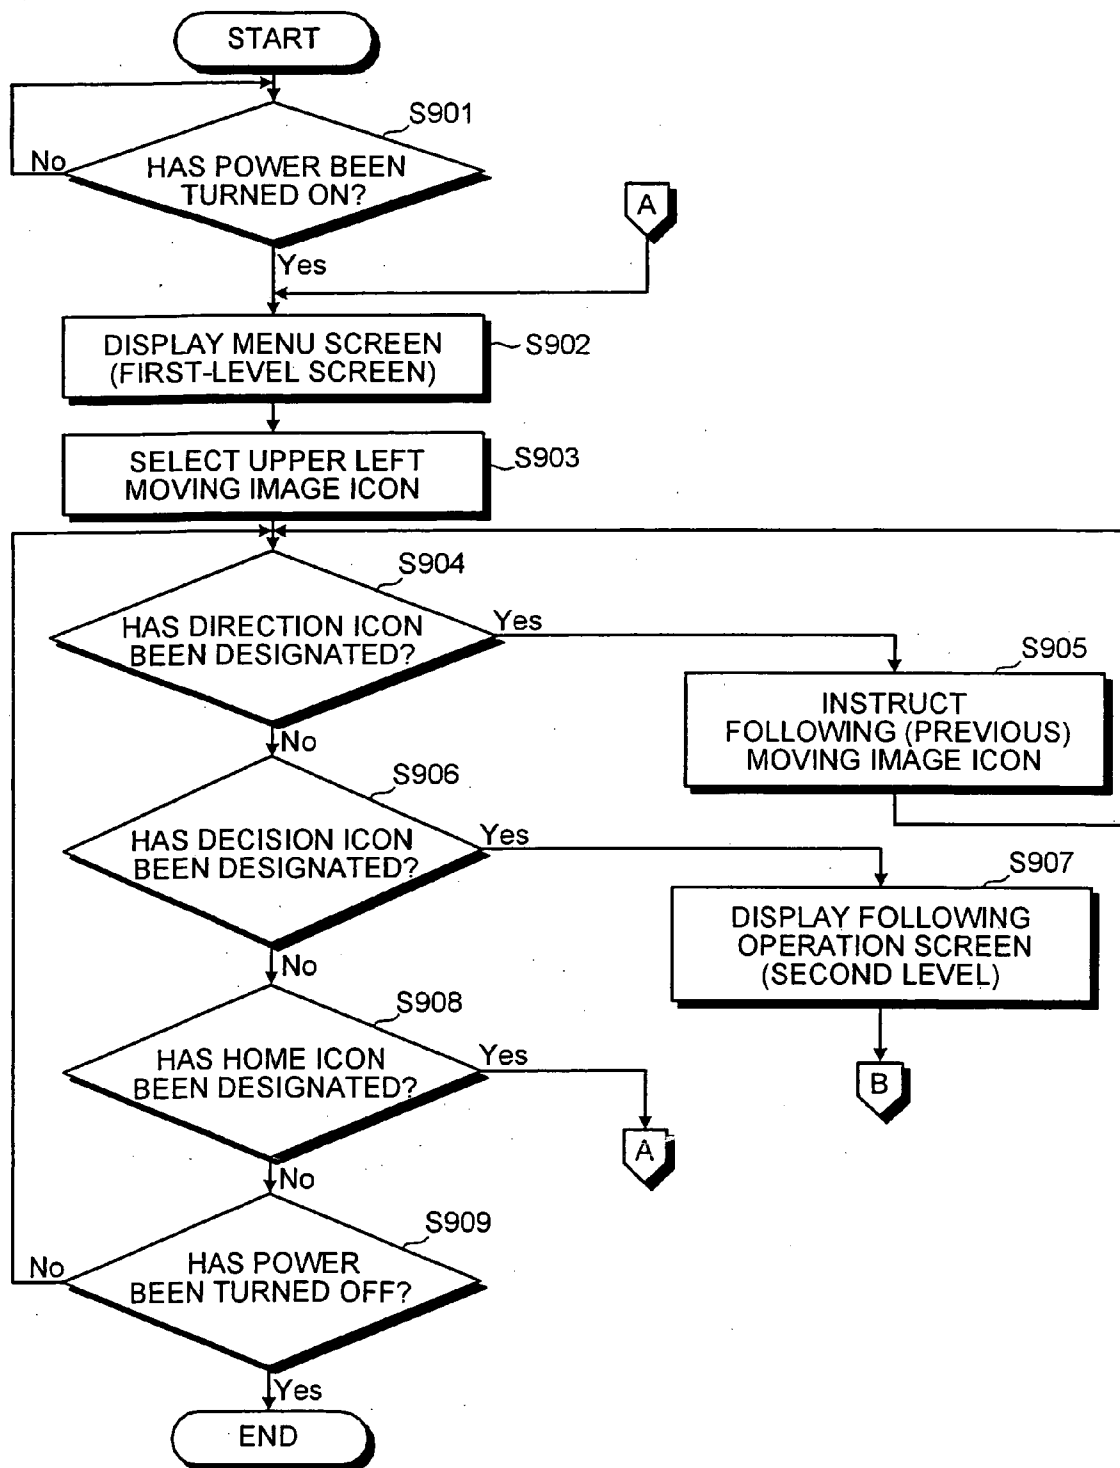 START
S901
No
HAS POWER BEEN
TURNED ON?
A
Yes
DISPLAY MENU SCREEN
(FIRST-LEVEL SCREEN)
S902
SELECT UPPER LEFT
MOVING IMAGE ICON
S903
S904
HAS DIRECTION ICON
BEEN DESIGNATED?
Yes
S905
INSTRUCT
FOLLOWING (PREVIOUS)
MOVING IMAGE ICON
No
S906
HAS DECISION ICON
BEEN DESIGNATED?
Yes
S907
DISPLAY FOLLOWING
OPERATION SCREEN
(SECOND LEVEL)
No
S908
HAS HOME ICON
BEEN DESIGNATED?
Yes
B
A
No
S909
No
HAS POWER
BEEN TURNED OFF?
Yes
END